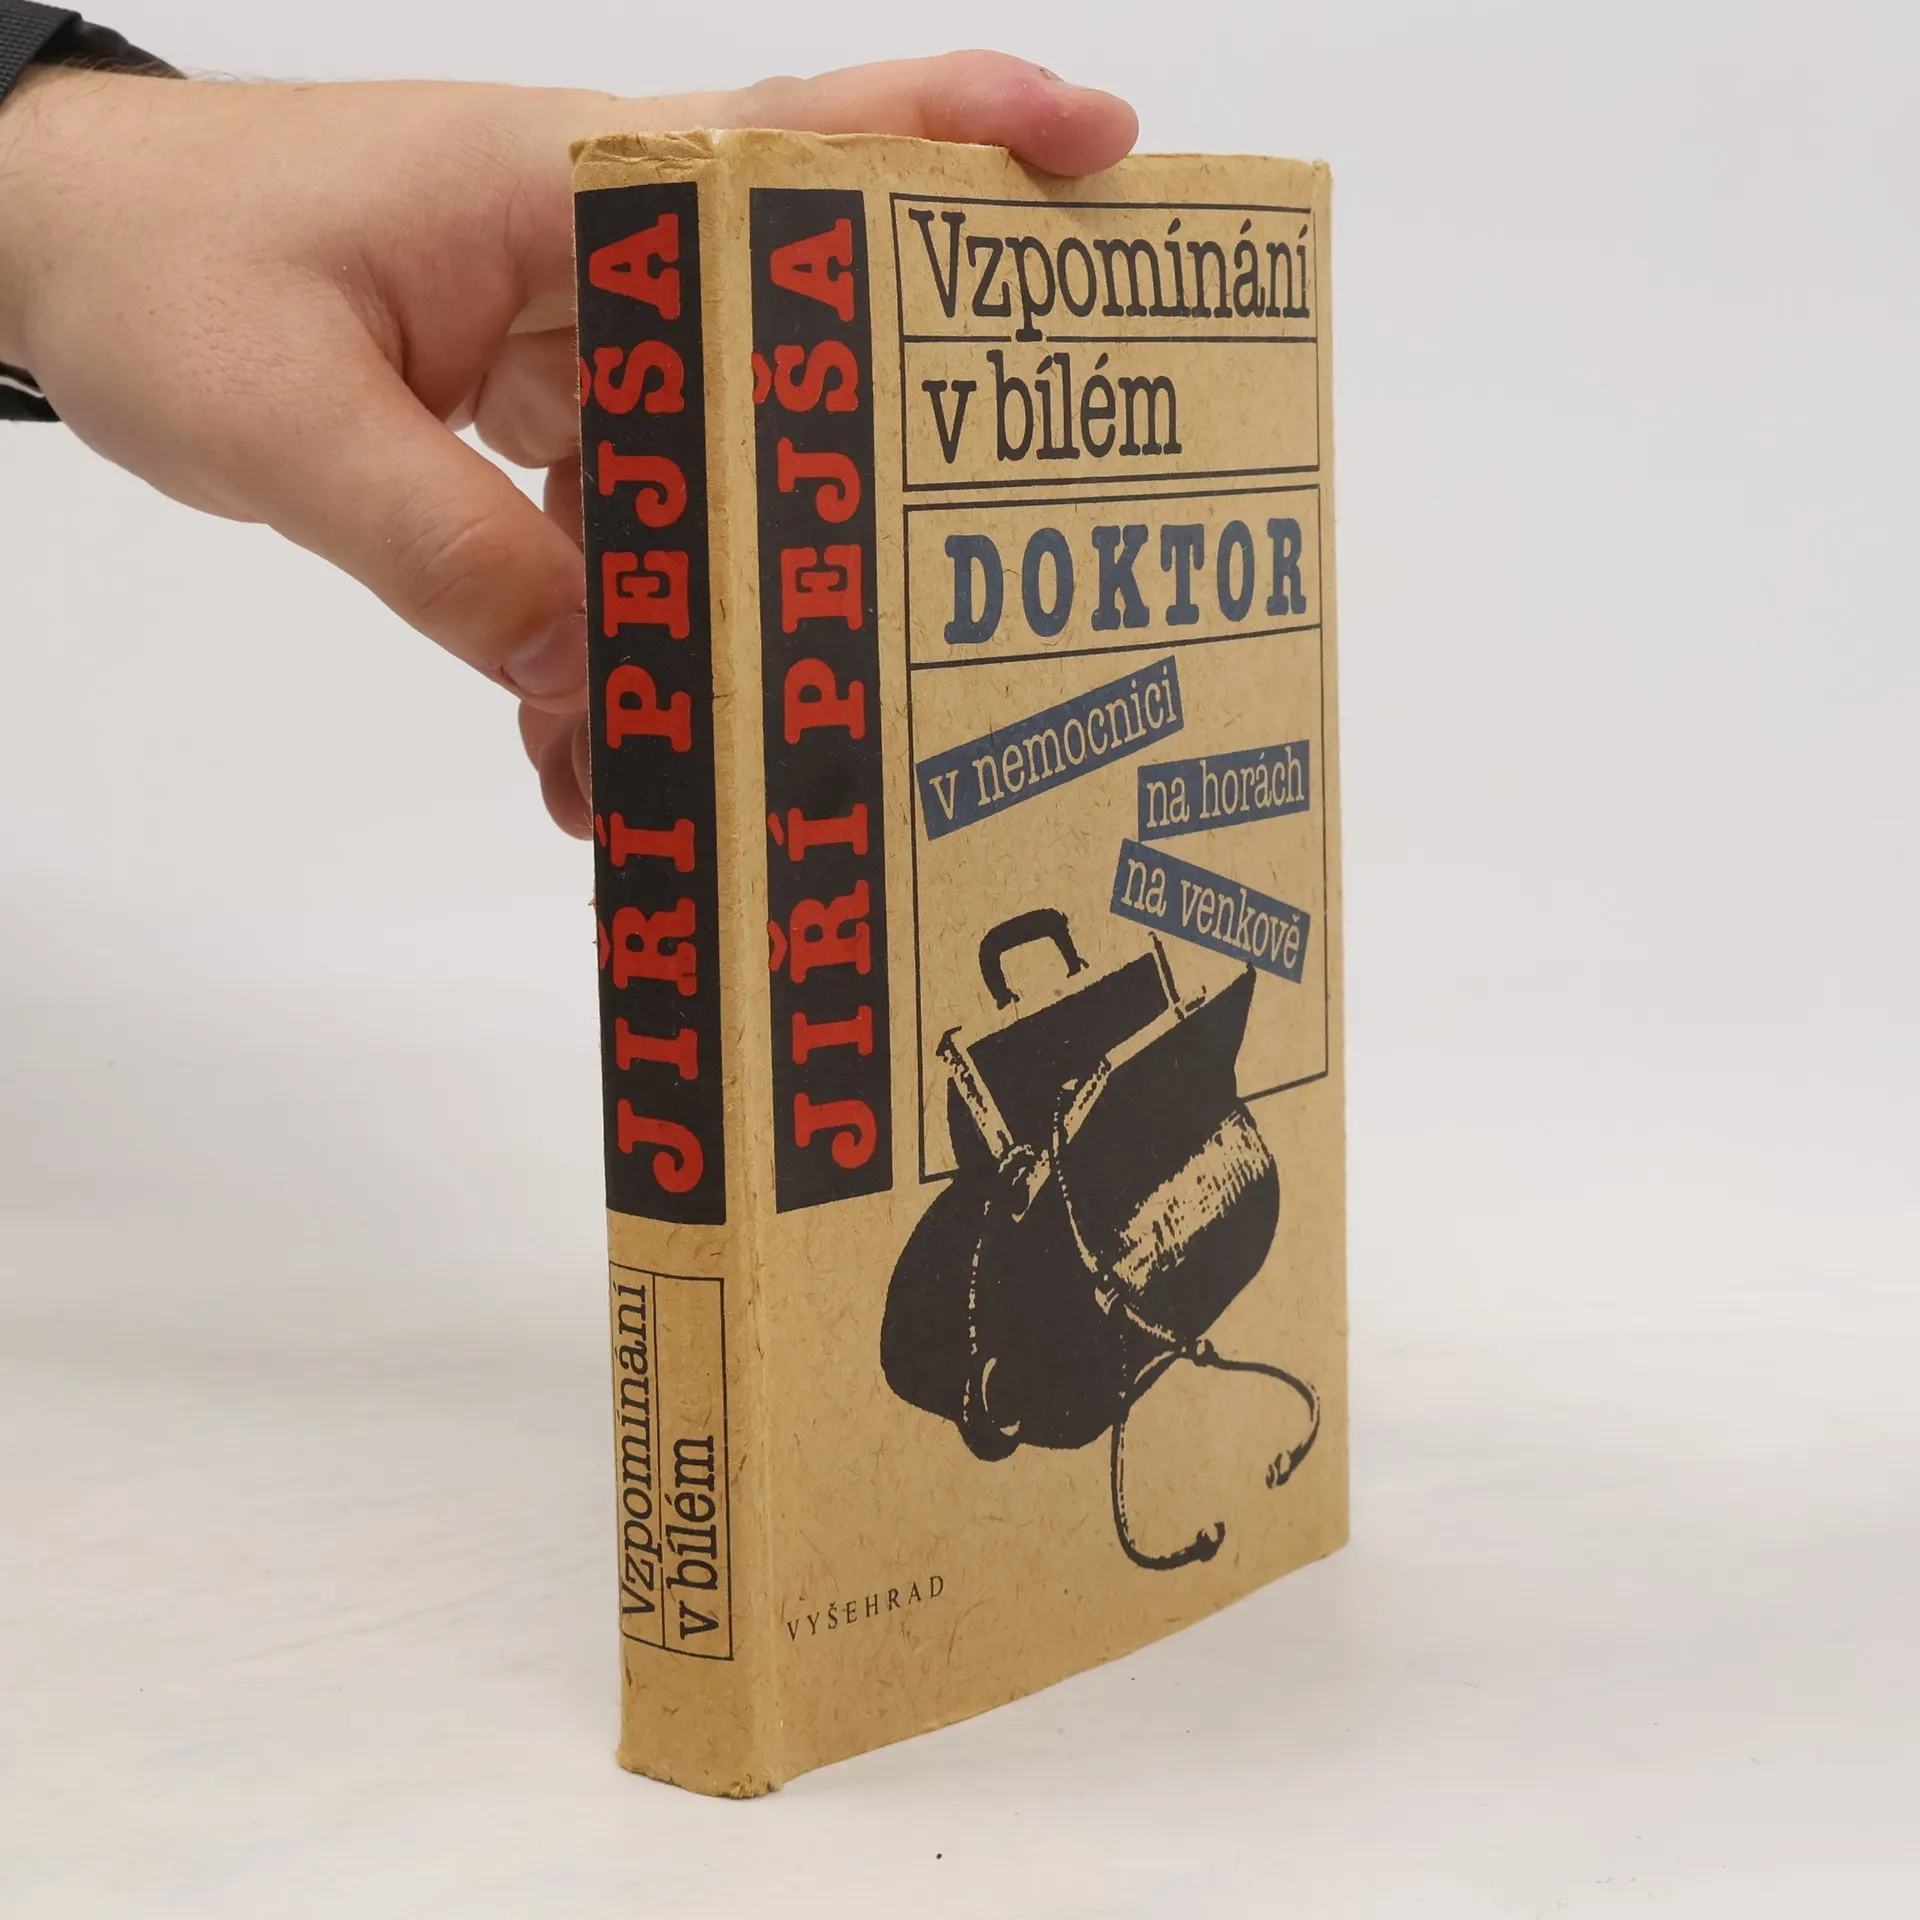 JIŘÍ PEJŠA
Vzpomínání
v bílém
JIŘÍ PEJŠA
Vzpomínání
v bílém
DOKTOR
v nemocnici
na horách
na venkově
VYŠEHRAD